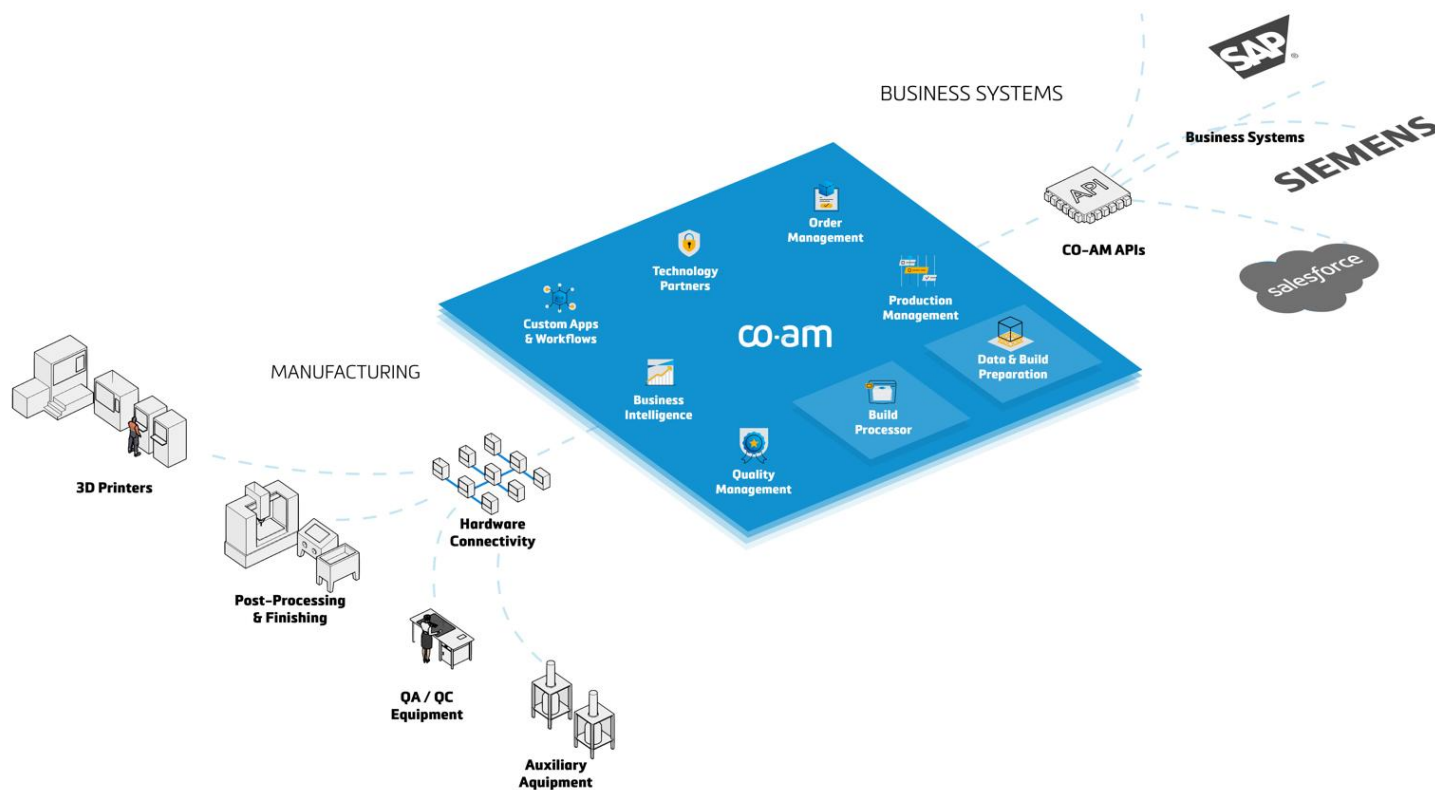 BUSINESS SYSTEMS
SAP
®
Business Systems
SIEMENS
API
CO-AM APIs
salesforce
Order
Management
Technology
Partners
Production
Management
Custom Apps
& Workflows
co·am
Data & Build
Preparation
Business
Intelligence
Build
Processor
Quality
Management
MANUFACTURING
3D Printers
Hardware
Connectivity
Post-Processing
& Finishing
QA / QC
Equipment
Auxiliary
Aquipment